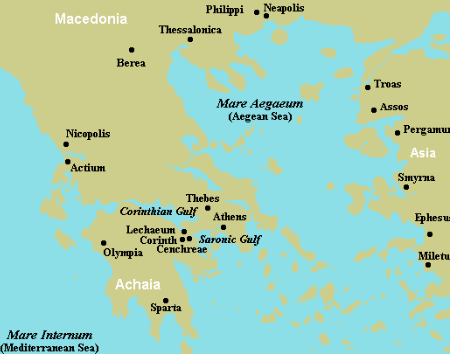 Philippi
Neapolis
Macedonia
Thessalonica
Berea
Troas
Mare Aegaeum
(Aegean Sea)
Assos
Pergamum
Nicopolis
Asia
Actium
Smyrna
Thebes
Corinthian Gulf
Athens
Ephesus
Lechaeum
Corinth
Saronic Gulf
Cenchreae
Olympia
Miletu
Achaia
Sparta
Mare Internum
(Mediterranean Sea)